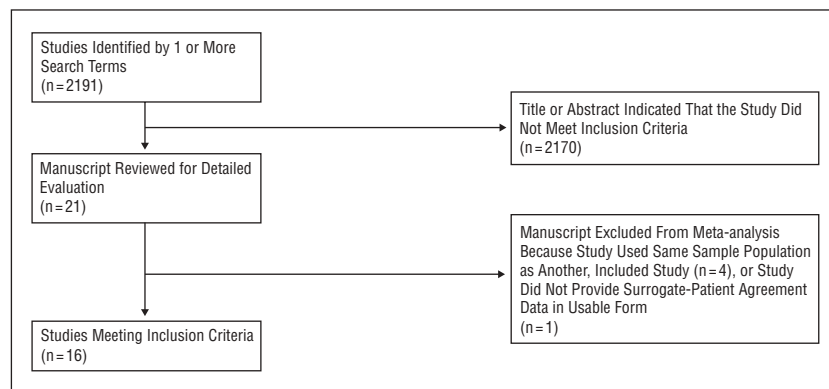 Studies Identified by 1 or More
Search Terms
(n=2191)
Title or Abstract Indicated That the Study Did
Not Meet Inclusion Criteria
(n=2170)
Manuscript Reviewed for Detailed
Evaluation
(n=21)
Manuscript Excluded From Meta-analysis
Because Study Used Same Sample Population
as Another, Included Study (n=4), or Study
Did Not Provide Surrogate-Patient Agreement
Data in Usable Form
(n=1)
Studies Meeting Inclusion Criteria
(n=16)